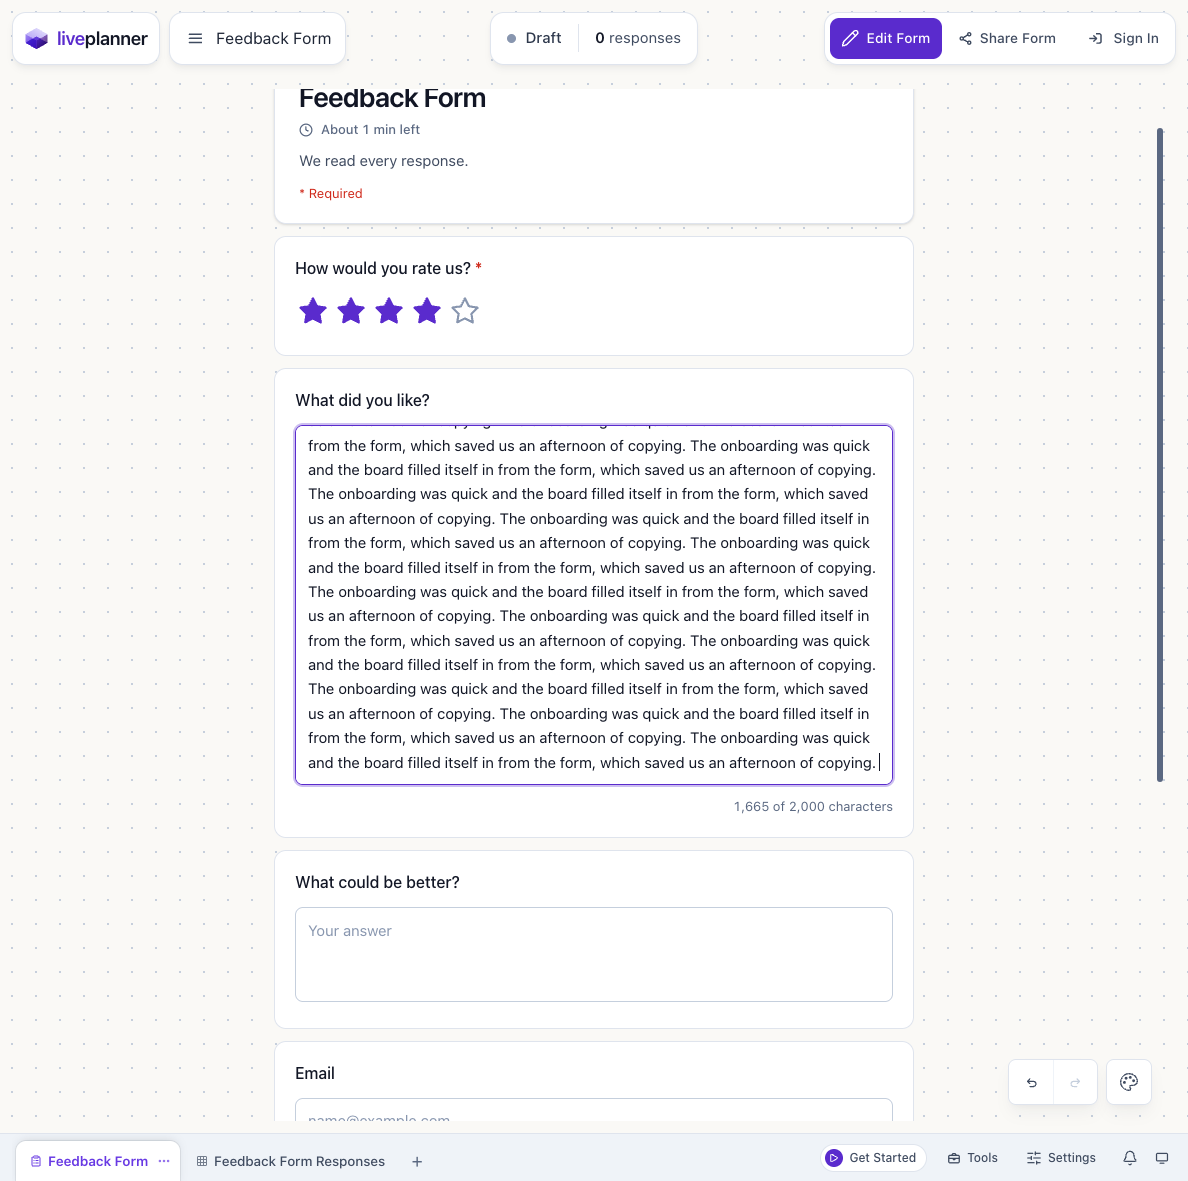 liveplanner
Feedback Form
Draft
0 responses
Edit Form
Share Form
Sign In
Feedback Form
About 1 min left
We read every response.
* Required
How would you rate us? *
What did you like?
from the form, which saved us an afternoon of copying. The onboarding was quick
and the board filled itself in from the form, which saved us an afternoon of copying.
The onboarding was quick and the board filled itself in from the form, which saved
us an afternoon of copying. The onboarding was quick and the board filled itself in
from the form, which saved us an afternoon of copying. The onboarding was quick
and the board filled itself in from the form, which saved us an afternoon of copying.
The onboarding was quick and the board filled itself in from the form, which saved
us an afternoon of copying. The onboarding was quick and the board filled itself in
from the form, which saved us an afternoon of copying. The onboarding was quick
and the board filled itself in from the form, which saved us an afternoon of copying.
The onboarding was quick and the board filled itself in from the form, which saved
us an afternoon of copying. The onboarding was quick and the board filled itself in
from the form, which saved us an afternoon of copying. The onboarding was quick
and the board filled itself in from the form, which saved us an afternoon of copying.
1,665 of 2,000 characters
What could be better?
Your answer
Email
name@example.com
Feedback Form
Feedback Form Responses
Get Started
Tools
Settings